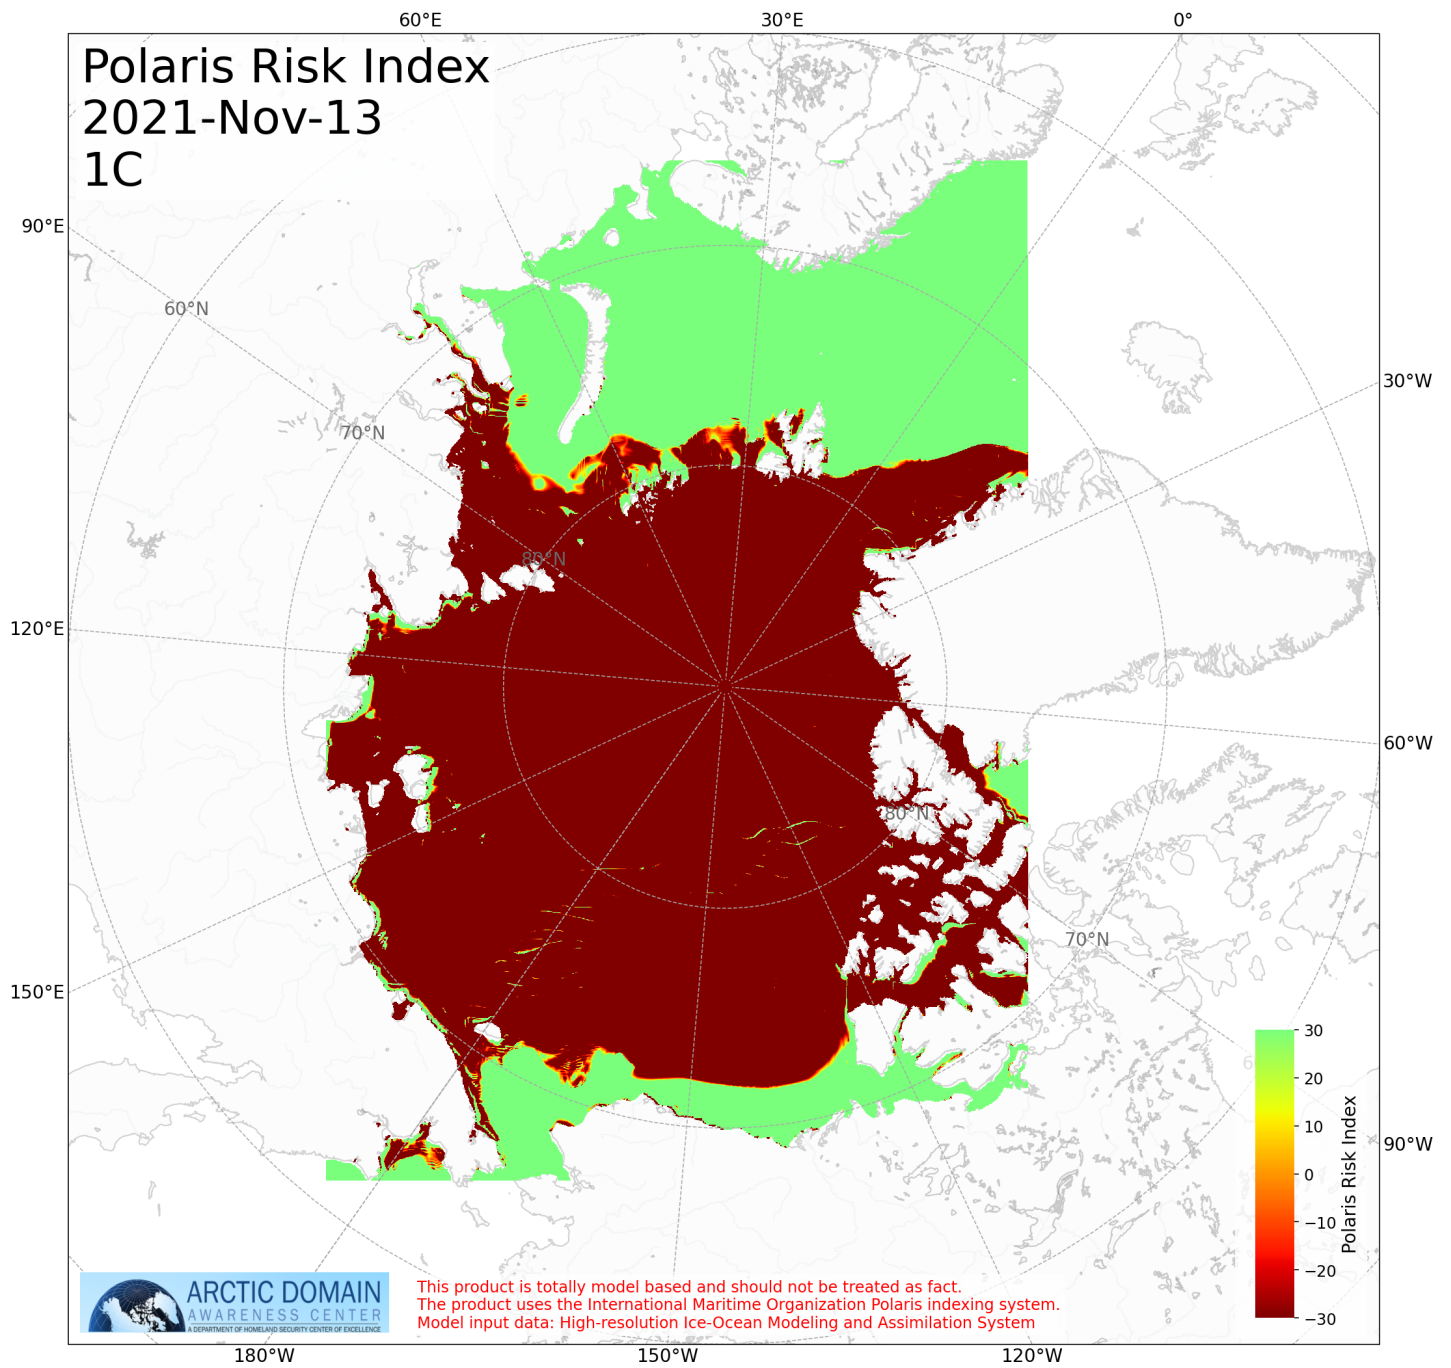 60°E
30°E
0°
Polaris Risk Index
2021-Nov-13
1C
90°E
60°N
30°W
70°N
80°N
120°E
60°W
80°N
70°N
150°E
30
20
10
0
−10
−20
−30
Polaris Risk Index
90°W
ARCTIC DOMAIN
AWARENESS CENTER
A DEPARTMENT OF HOMELAND SECURITY CENTER OF EXCELLENCE
This product is totally model based and should not be treated as fact.
The product uses the International Maritime Organization Polaris indexing system.
Model input data: High-resolution Ice-Ocean Modeling and Assimilation System
180°W
150°W
120°W